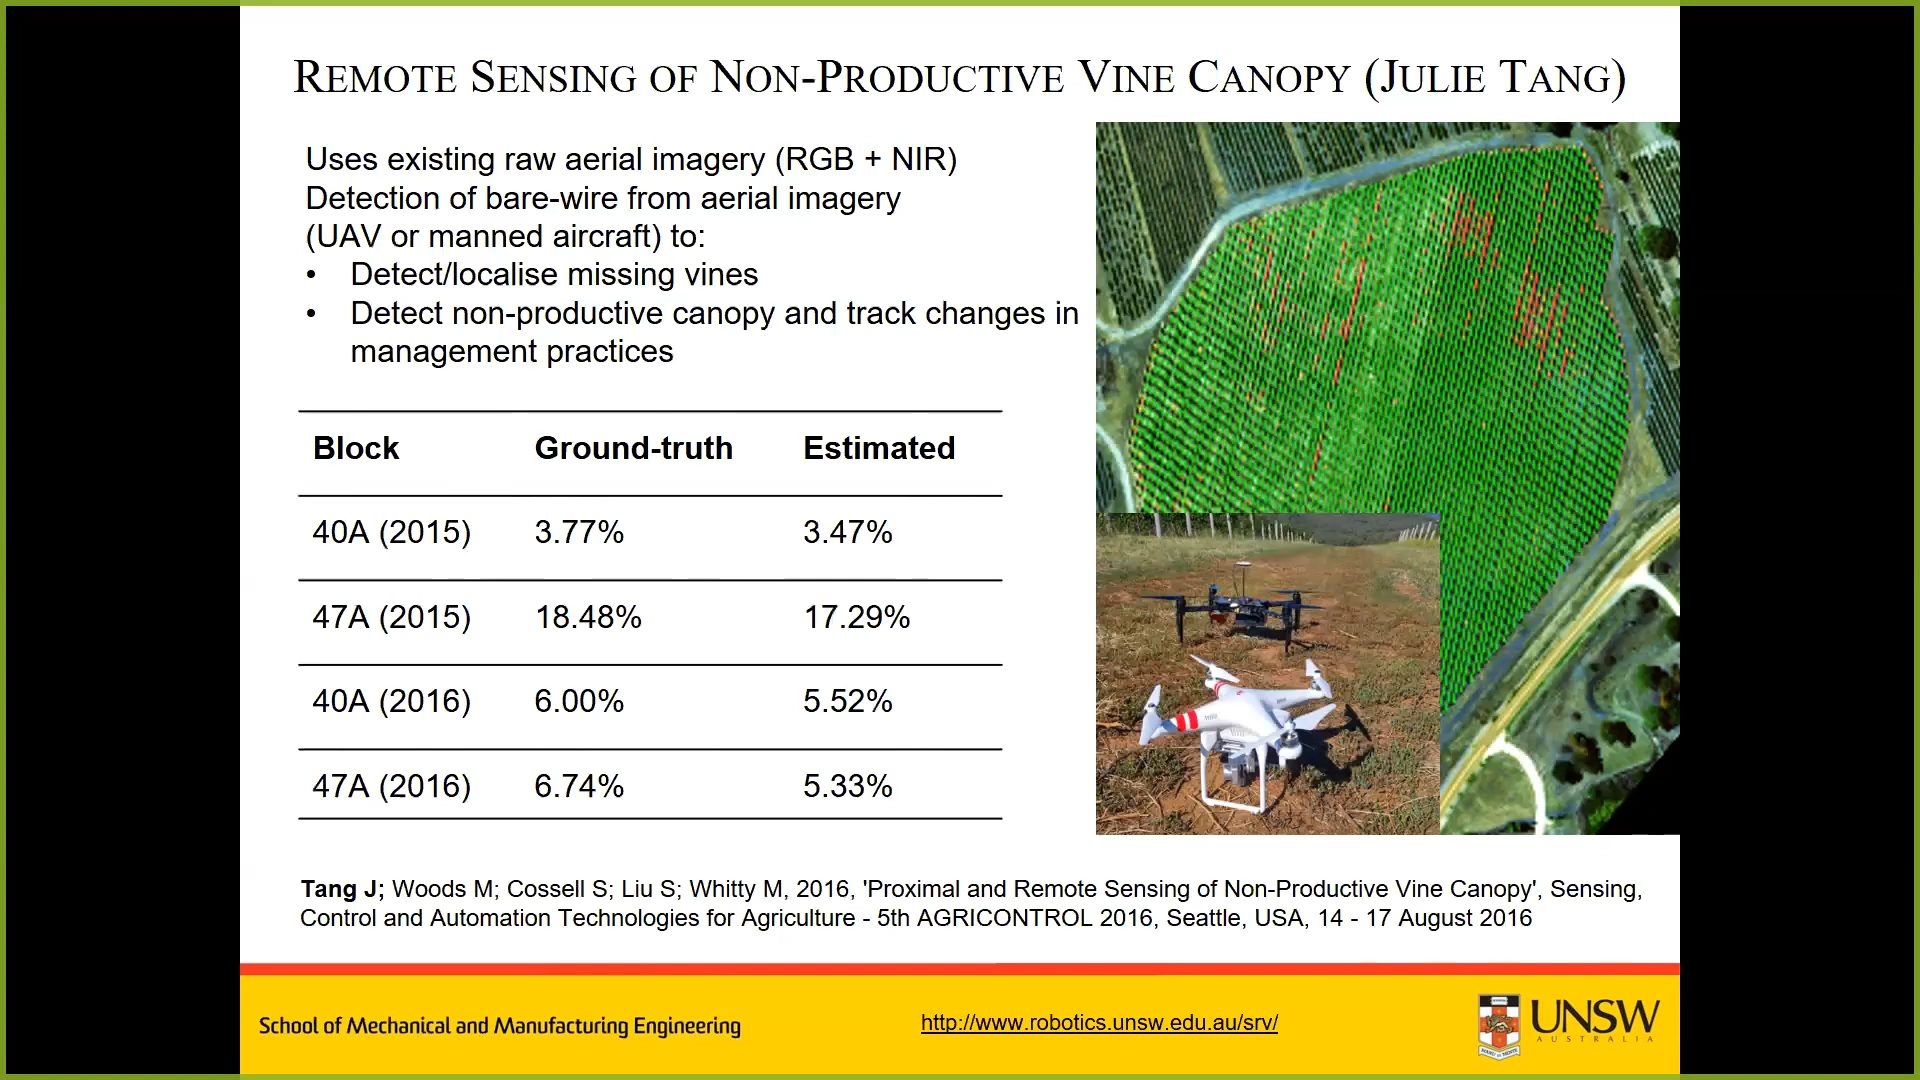 REMOTE SENSING OF NON-PRODUCTIVE VINE CANOPY (JULIE TANG)
Uses existing raw aerial imagery (RGB + NIR)
Detection of bare-wire from aerial imagery
(UAV or manned aircraft) to:
• Detect/localise missing vines
• Detect non-productive canopy and track changes in
management practices
Block Ground-truth Estimated
40A (2015) 3.77% 3.47%
47A (2015) 18.48% 17.29%
40A (2016) 6.00% 5.52%
47A (2016) 6.74% 5.33%
Tang J; Woods M; Cossell S; Liu S; Whitty M, 2016, 'Proximal and Remote Sensing of Non-Productive Vine Canopy', Sensing,
Control and Automation Technologies for Agriculture - 5th AGRICONTROL 2016, Seattle, USA, 14 - 17 August 2016
School of Mechanical and Manufacturing Engineering
http://www.robotics.unsw.edu.au/srv/
UNSW
AUSTRALIA